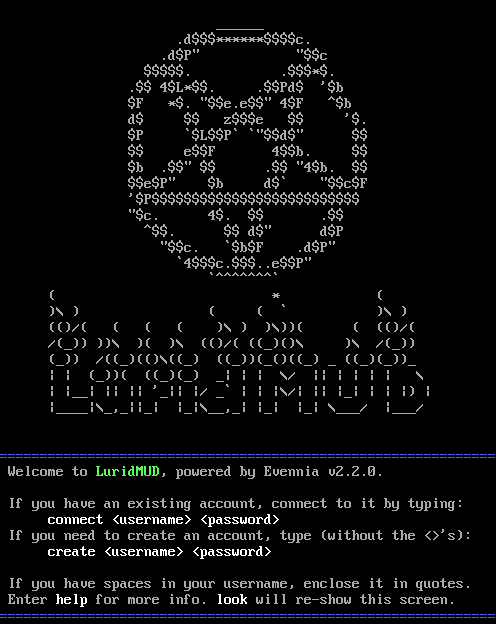 LuridMUD
Welcome to LuridMUD, powered by Evennia v2.2.0.
If you have an existing account, connect to it by typing:
connect <username> <password>
If you need to create an account, type (without the <>'s):
create <username> <password>
If you have spaces in your username, enclose it in quotes.
Enter help for more info. look will re-show this screen.